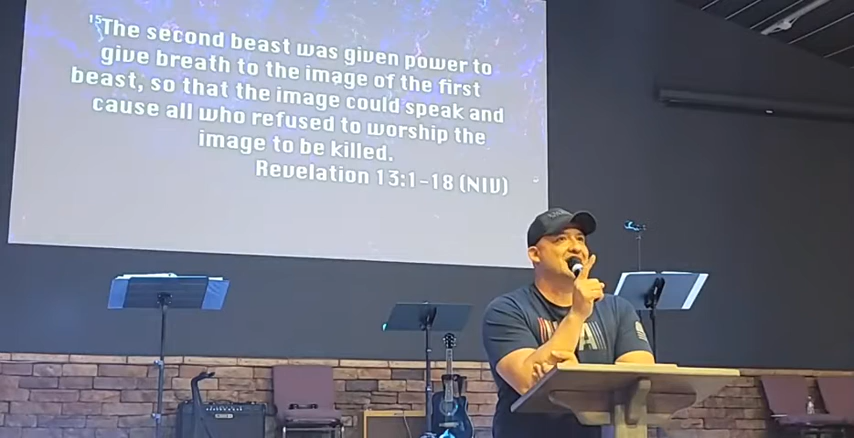 ¹⁵The second beast was given power to
give breath to the image of the first
beast, so that the image could speak and
cause all who refused to worship the
image to be killed.
Revelation 13:1-18 (NIV)